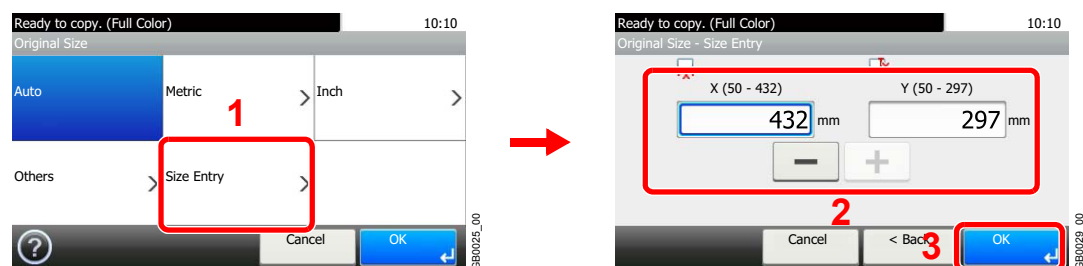 Ready to copy. (Full Color) 10:10
Original Size
Auto
Metric
Inch
1
Others
Size Entry
?
Cancel
OK
GB0025_00
Ready to copy. (Full Color) 10:10
Original Size - Size Entry
X (50 - 432) Y (50 - 297)
432 mm 297 mm
2
Cancel
< Back
3
OK
GB0029_00